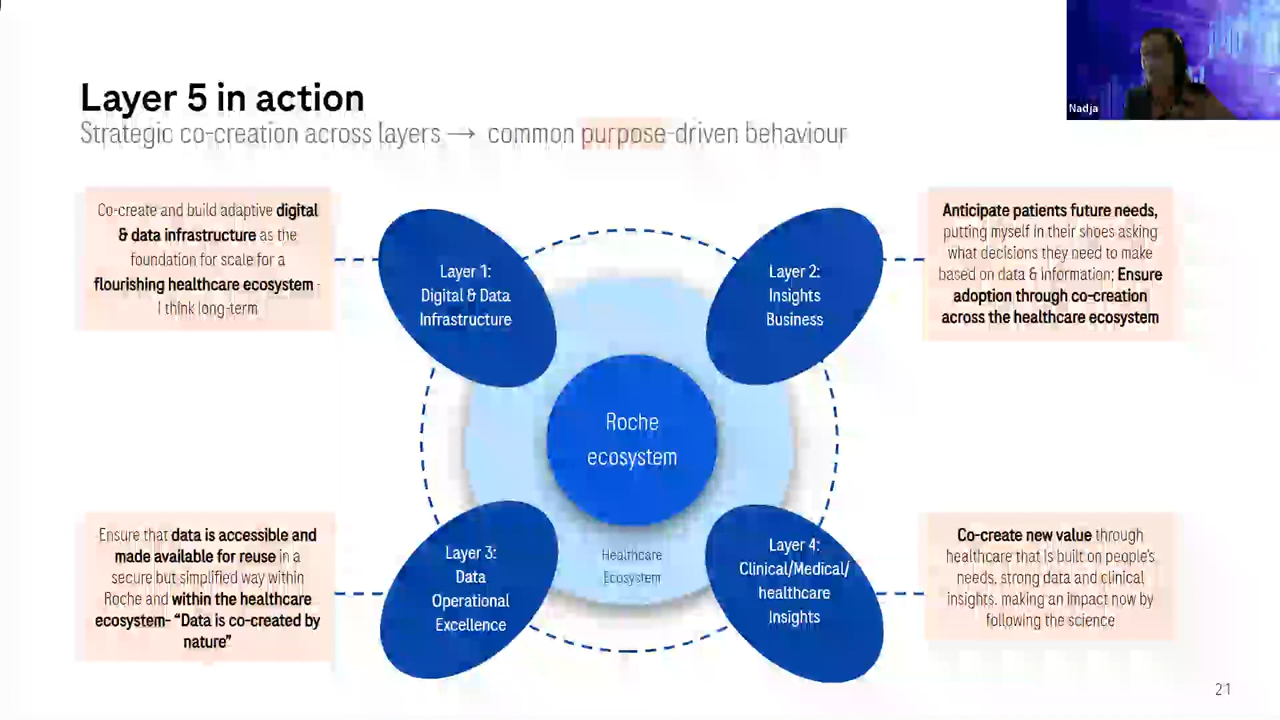 Nadja
Layer 5 in action
Strategic co-creation across layers → common purpose-driven behaviour
Co-create and build adaptive digital
& data infrastructure as the
foundation for scale for a
flourishing healthcare ecosystem -
I think long-term
Layer 1:
Digital & Data
Infrastructure
Layer 2:
Insights
Business
Anticipate patients future needs,
putting myself in their shoes asking
what decisions they need to make
based on data & information; Ensure
adoption through co-creation
across the healthcare ecosystem
Roche
ecosystem
Healthcare
Ecosystem
Ensure that data is accessible and
made available for reuse in a
secure but simplified way within
Roche and within the healthcare
ecosystem- “Data is co-created by
nature”
Layer 3:
Data
Operational
Excellence
Layer 4:
Clinical/Medical/
healthcare
Insights
Co-create new value through
healthcare that is built on people's
needs, strong data and clinical
insights. making an impact now by
following the science
21